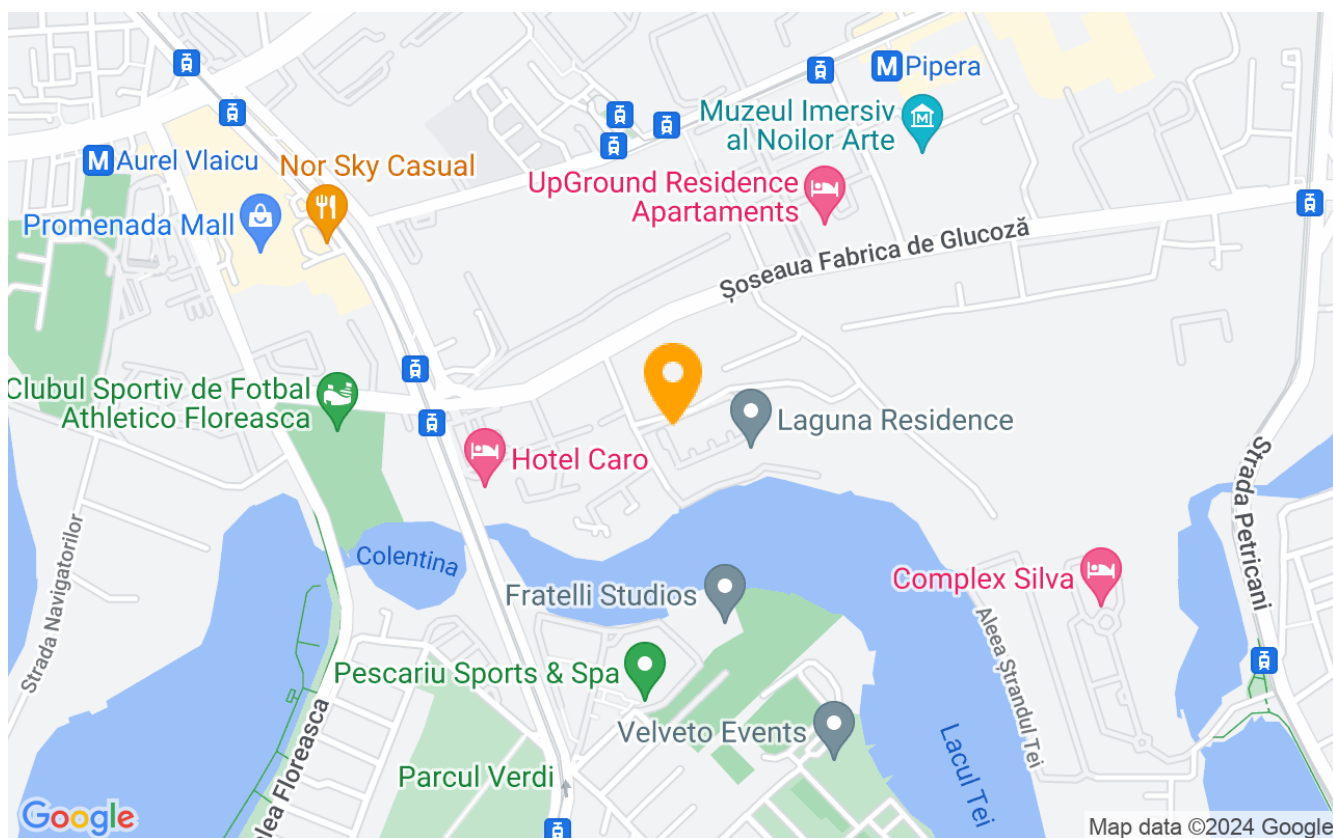 Pipera
Muzeul Imersiv
al Noilor Arte
Aurel Vlaicu
Nor Sky Casual
UpGround Residence
Apartaments
Promenada Mall
Șoseaua Fabrica de Glucoză
Clubul Sportiv de Fotbal
Athletico Floreasca
Laguna Residence
Hotel Caro
Strada Petricani
Colentina
Complex Silva
Fratelli Studios
Strada Navigatorilor
Aleea Ștrandul Tei
Pescariu Sports & Spa
Velveto Events
Lacul Tei
Parcul Verdi
lea Floreasca
Google
Map data ©2024 Google